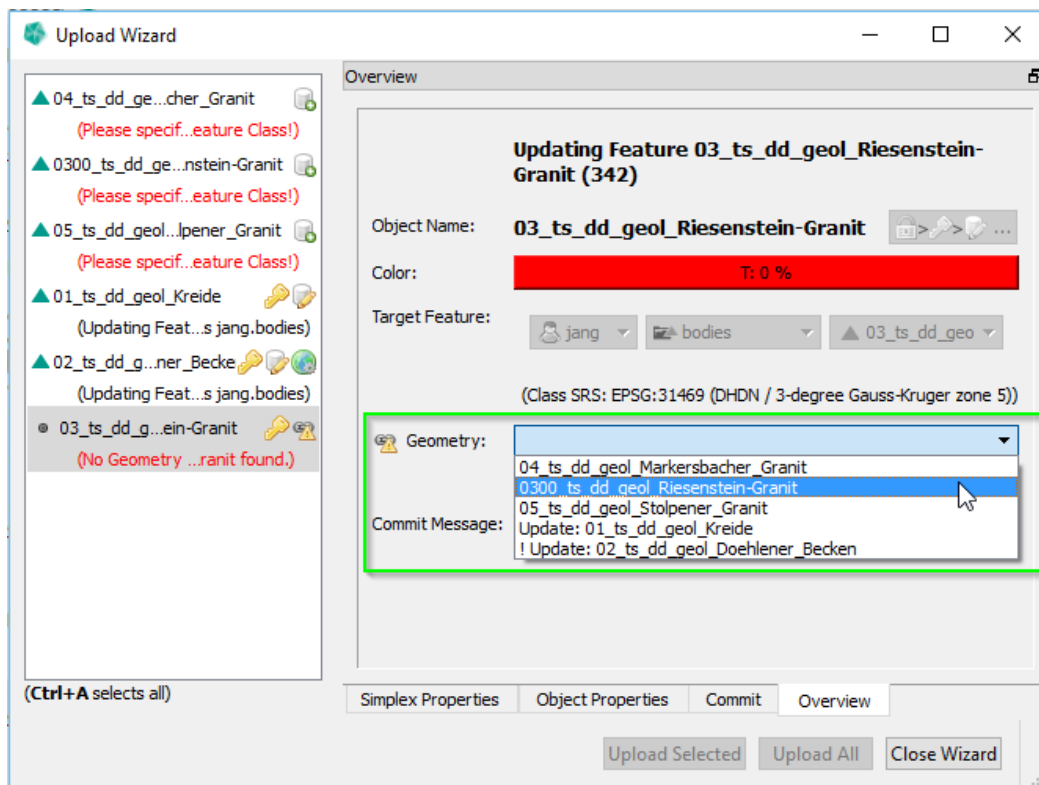 Upload Wizard
04_ts_dd_ge...cher_Granit
(Please specif...eature Class!)
0300_ts_dd_ge...nstein-Granit
(Please specif...eature Class!)
05_ts_dd_geol...lpener_Granit
(Please specif...eature Class!)
01_ts_dd_geol_Kreide
(Updating Feat...s jang.bodies)
02_ts_dd_g...ner_Becke
(Updating Feat...s jang.bodies)
03_ts_dd_g...ein-Granit
(No Geometry ...ranit found.)
(Ctrl+A selects all)
Overview
Updating Feature 03_ts_dd_geol_Riesenstein-
Granit (342)
Object Name: 03_ts_dd_geol_Riesenstein-Granit > > ...
Color: T: 0 %
Target Feature: jang bodies 03_ts_dd_geo
(Class SRS: EPSG:31469 (DHDN / 3-degree Gauss-Kruger zone 5))
Geometry:
04_ts_dd_geol_Markersbacher_Granit
0300_ts_dd_geol_Riesenstein-Granit
05_ts_dd_geol_Stolpener_Granit
Commit Message:
Update: 01_ts_dd_geol_Kreide
! Update: 02_ts_dd_geol_Doehlener_Becken
Simplex Properties Object Properties Commit Overview
Upload Selected Upload All Close Wizard